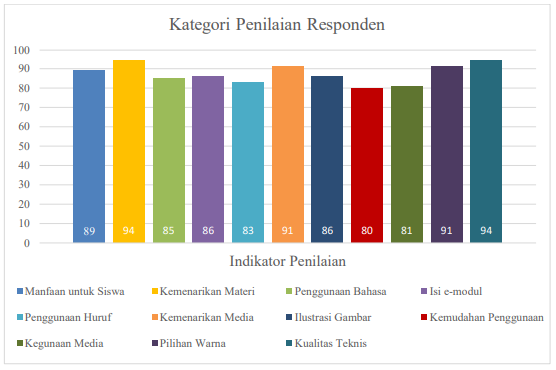 Kategori Penilaian Responden
100
90
80
70
60
50
40
30
20
10
0
89 94 85 86 83 91 86 80 81 91 94
Indikator Penilaian
Manfaan untuk Siswa Kemenarikan Materi Penggunaan Bahasa Isi e-modul
Penggunaan Huruf Kemenarikan Media Ilustrasi Gambar Kemudahan Penggunaan
Kegunaan Media Pilihan Warna Kualitas Teknis